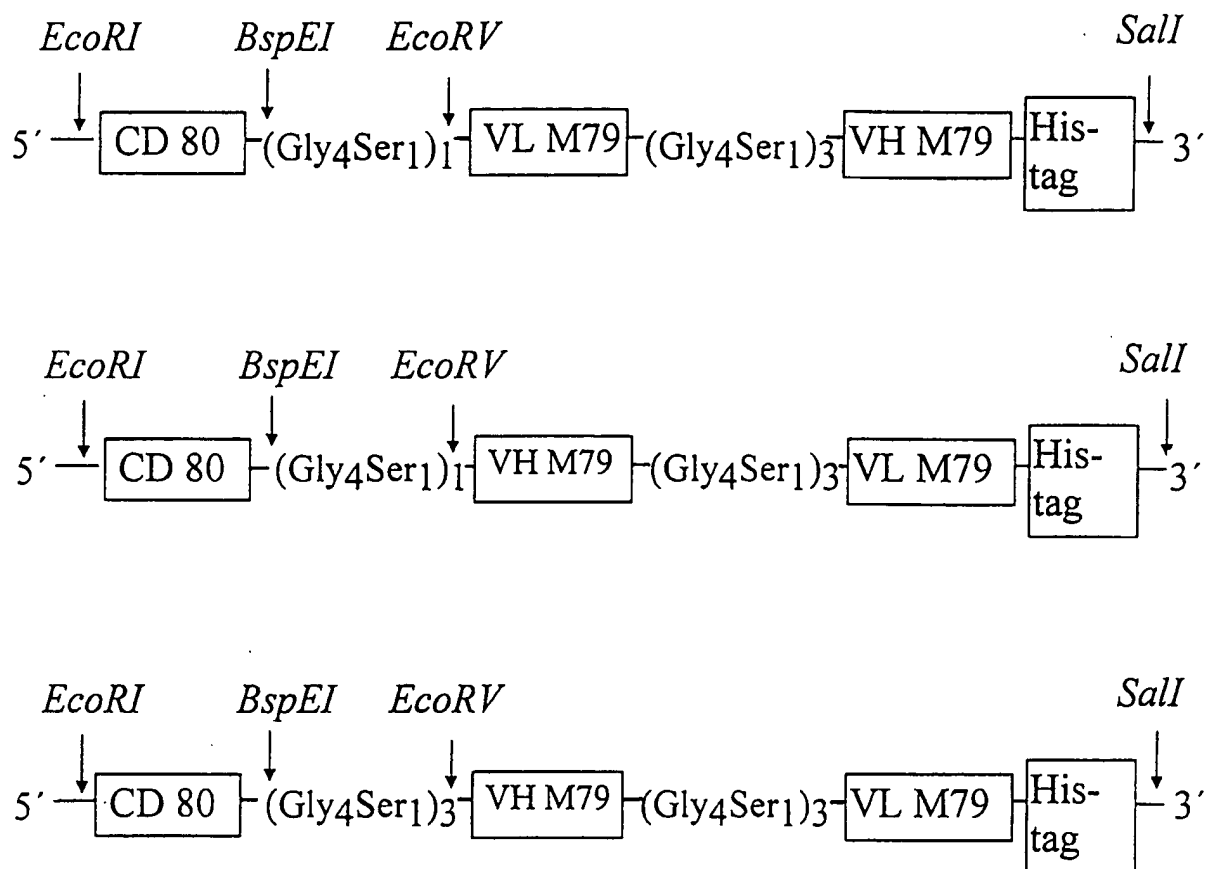 EcoRI BspEI EcoRV SalI
5´ CD 80 (Gly4Ser1)1 VL M79 (Gly4Ser1)3 VH M79 His-tag 3´
EcoRI BspEI EcoRV SalI
5´ CD 80 (Gly4Ser1)1 VH M79 (Gly4Ser1)3 VL M79 His-tag 3´
EcoRI BspEI EcoRV SalI
5´ CD 80 (Gly4Ser1)3 VH M79 (Gly4Ser1)3 VL M79 His-tag 3´